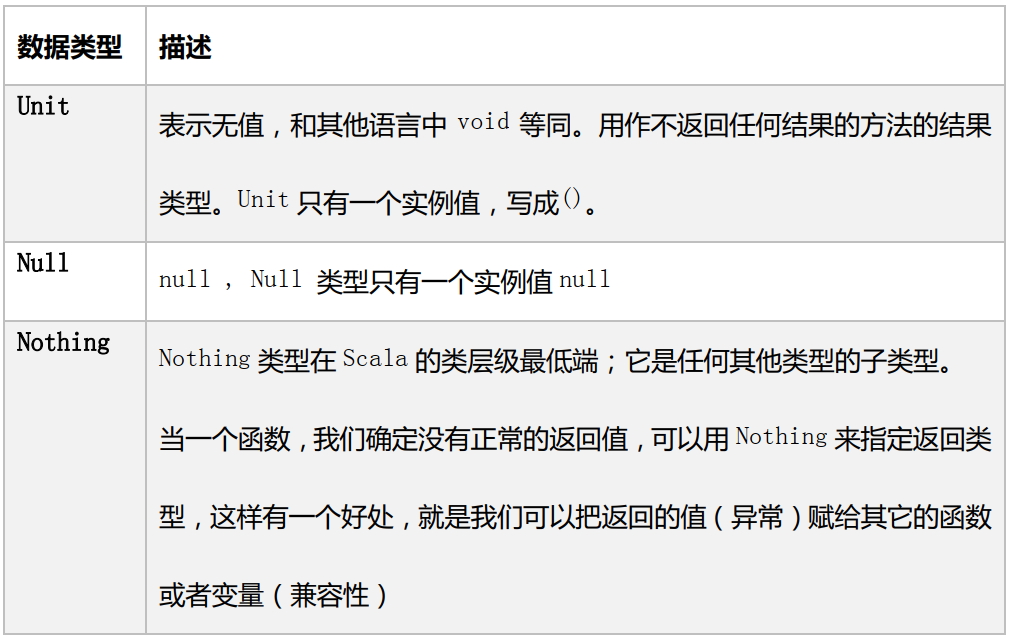 数据类型 描述
Unit
表示无值，和其他语言中 void 等同。用作不返回任何结果的方法的结果
类型。Unit 只有一个实例值，写成()。
Null
null , Null 类型只有一个实例值 null
Nothing
Nothing 类型在 Scala 的类层级最低端；它是任何其他类型的子类型。
当一个函数，我们确定没有正常的返回值，可以用 Nothing 来指定返回类
型，这样有一个好处，就是我们可以把返回的值（异常）赋给其它的函数
或者变量（兼容性）